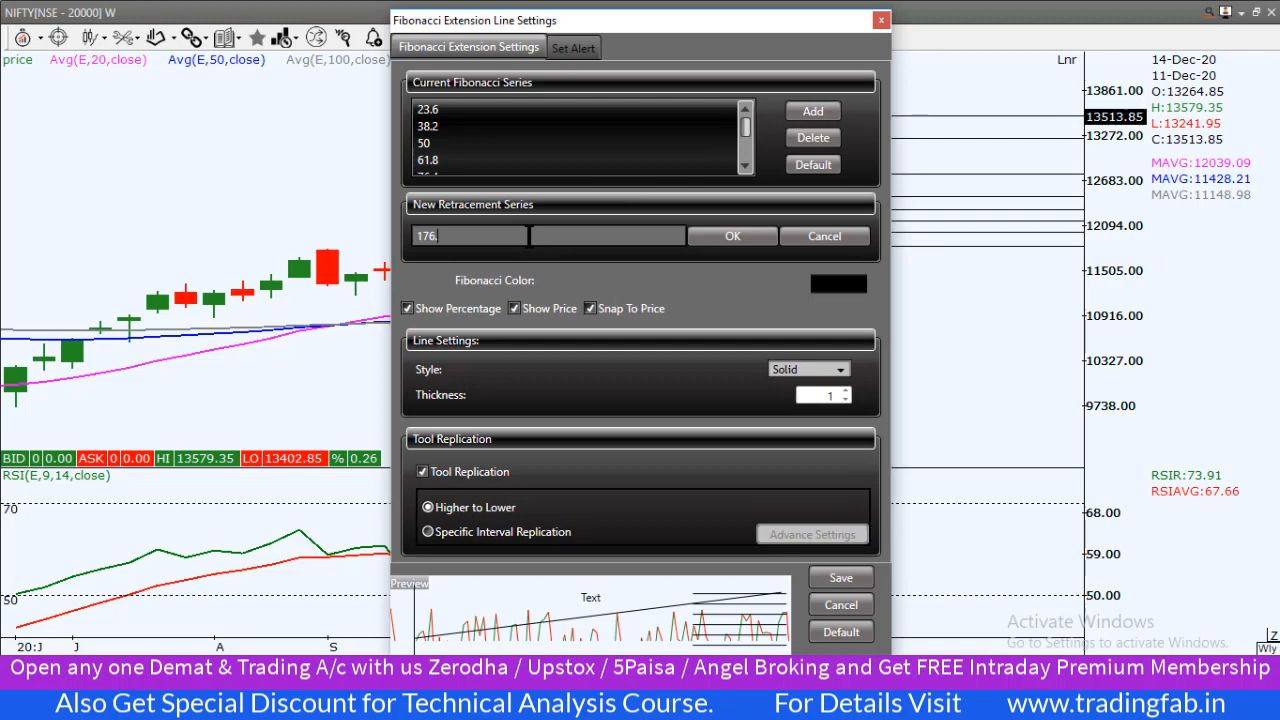 NIFTY[NSE - 20000] W
Fibonacci Extension Line Settings
x
Fibonacci Extension Settings
Set Alert
price
Avg(E,20,close)
Avg(E,50,close)
Avg(E,100,close)
Current Fibonacci Series
23.6
38.2
50
61.8
Add
Delete
Default
New Retracement Series
176.
OK
Cancel
Fibonacci Color:
Show Percentage
Show Price
Snap To Price
Line Settings:
Style:
Solid
Thickness:
1
Tool Replication
Tool Replication
Higher to Lower
Specific Interval Replication
Advance Settings
Preview
Text
Save
Cancel
Default
Lnr
13861.00
13513.85
13272.00
12683.00
12094.00
11505.00
10916.00
10327.00
9738.00
14-Dec-20
11-Dec-20
O:13264.85
H:13579.35
L:13241.95
C:13513.85
MAVG:12039.09
MAVG:11428.21
MAVG:11148.98
BID 0 0.00 ASK 0 0.00 HI 13579.35 LO 13402.85 % 0.26
RSI(E,9,14,close)
70
50
RSIR:73.91
RSIAVG:67.66
68.00
59.00
50.00
Activate Windows
Go to Settings to activate Windows.
20:J
J
A
S
Z
Wly
Open any one Demat & Trading A/c with us Zerodha / Upstox / 5Paisa / Angel Broking and Get FREE Intraday Premium Membership
Also Get Special Discount for Technical Analysis Course. For Details Visit www.tradingfab.in